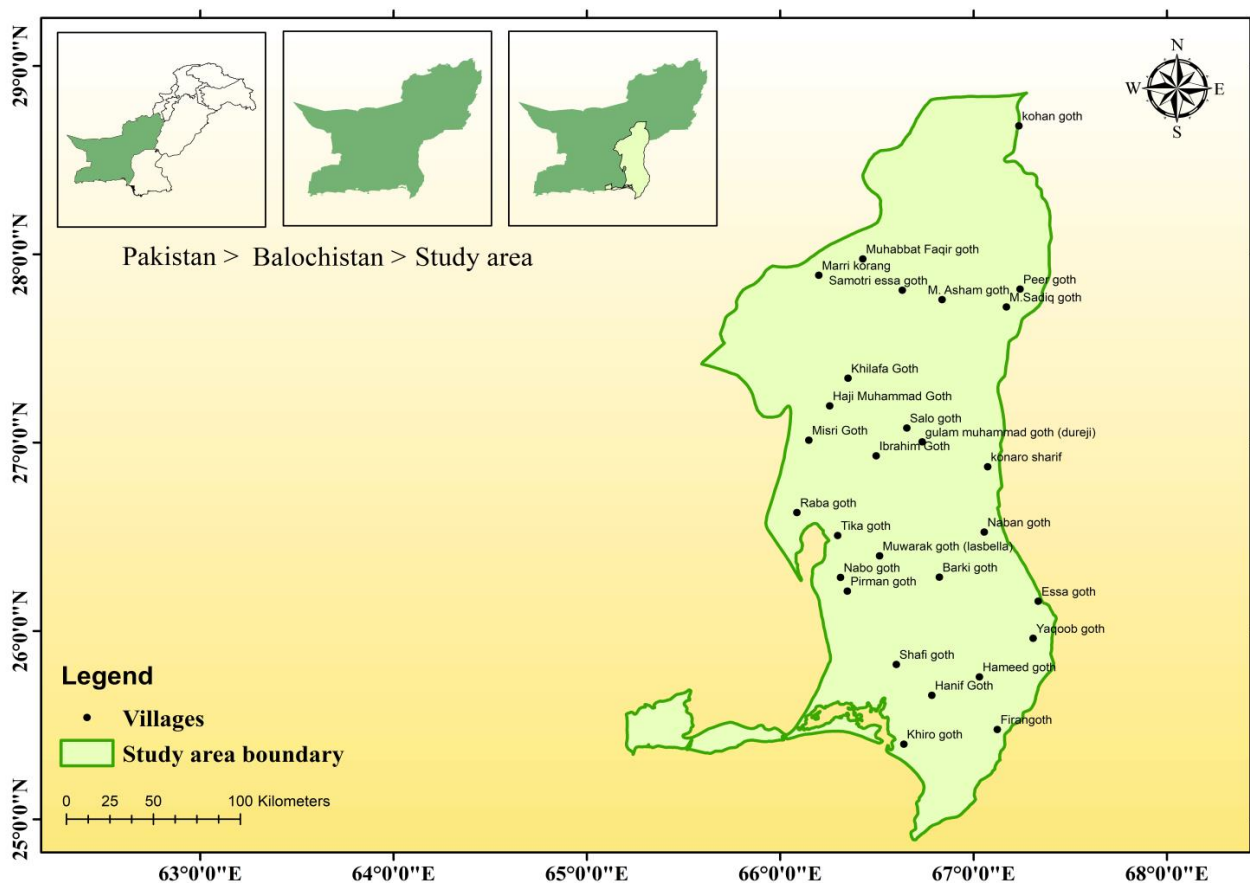 29°0'0"N
28°0'0"N
27°0'0"N
26°0'0"N
25°0'0"N
N
W E
S
Pakistan > Balochistan > Study area
kohan goth
Muhabbat Faqir goth
Marri korang
Samotri essa goth
M. Asham goth
Peer goth
M.Sadiq goth
Khilafa Goth
Haji Muhammad Goth
Salo goth
Misri Goth
gulam muhammad goth (dureji)
Ibrahim Goth
konaro sharif
Raba goth
Tika goth
Naban goth
Muwarak goth (lasbella)
Nabo goth
Barki goth
Pirman goth
Essa goth
Yaqoob goth
Shafi goth
Hameed goth
Hanif Goth
Firangoth
Khiro goth
Legend
Villages
Study area boundary
0 25 50 100 Kilometers
63°0'0"E 64°0'0"E 65°0'0"E 66°0'0"E 67°0'0"E 68°0'0"E